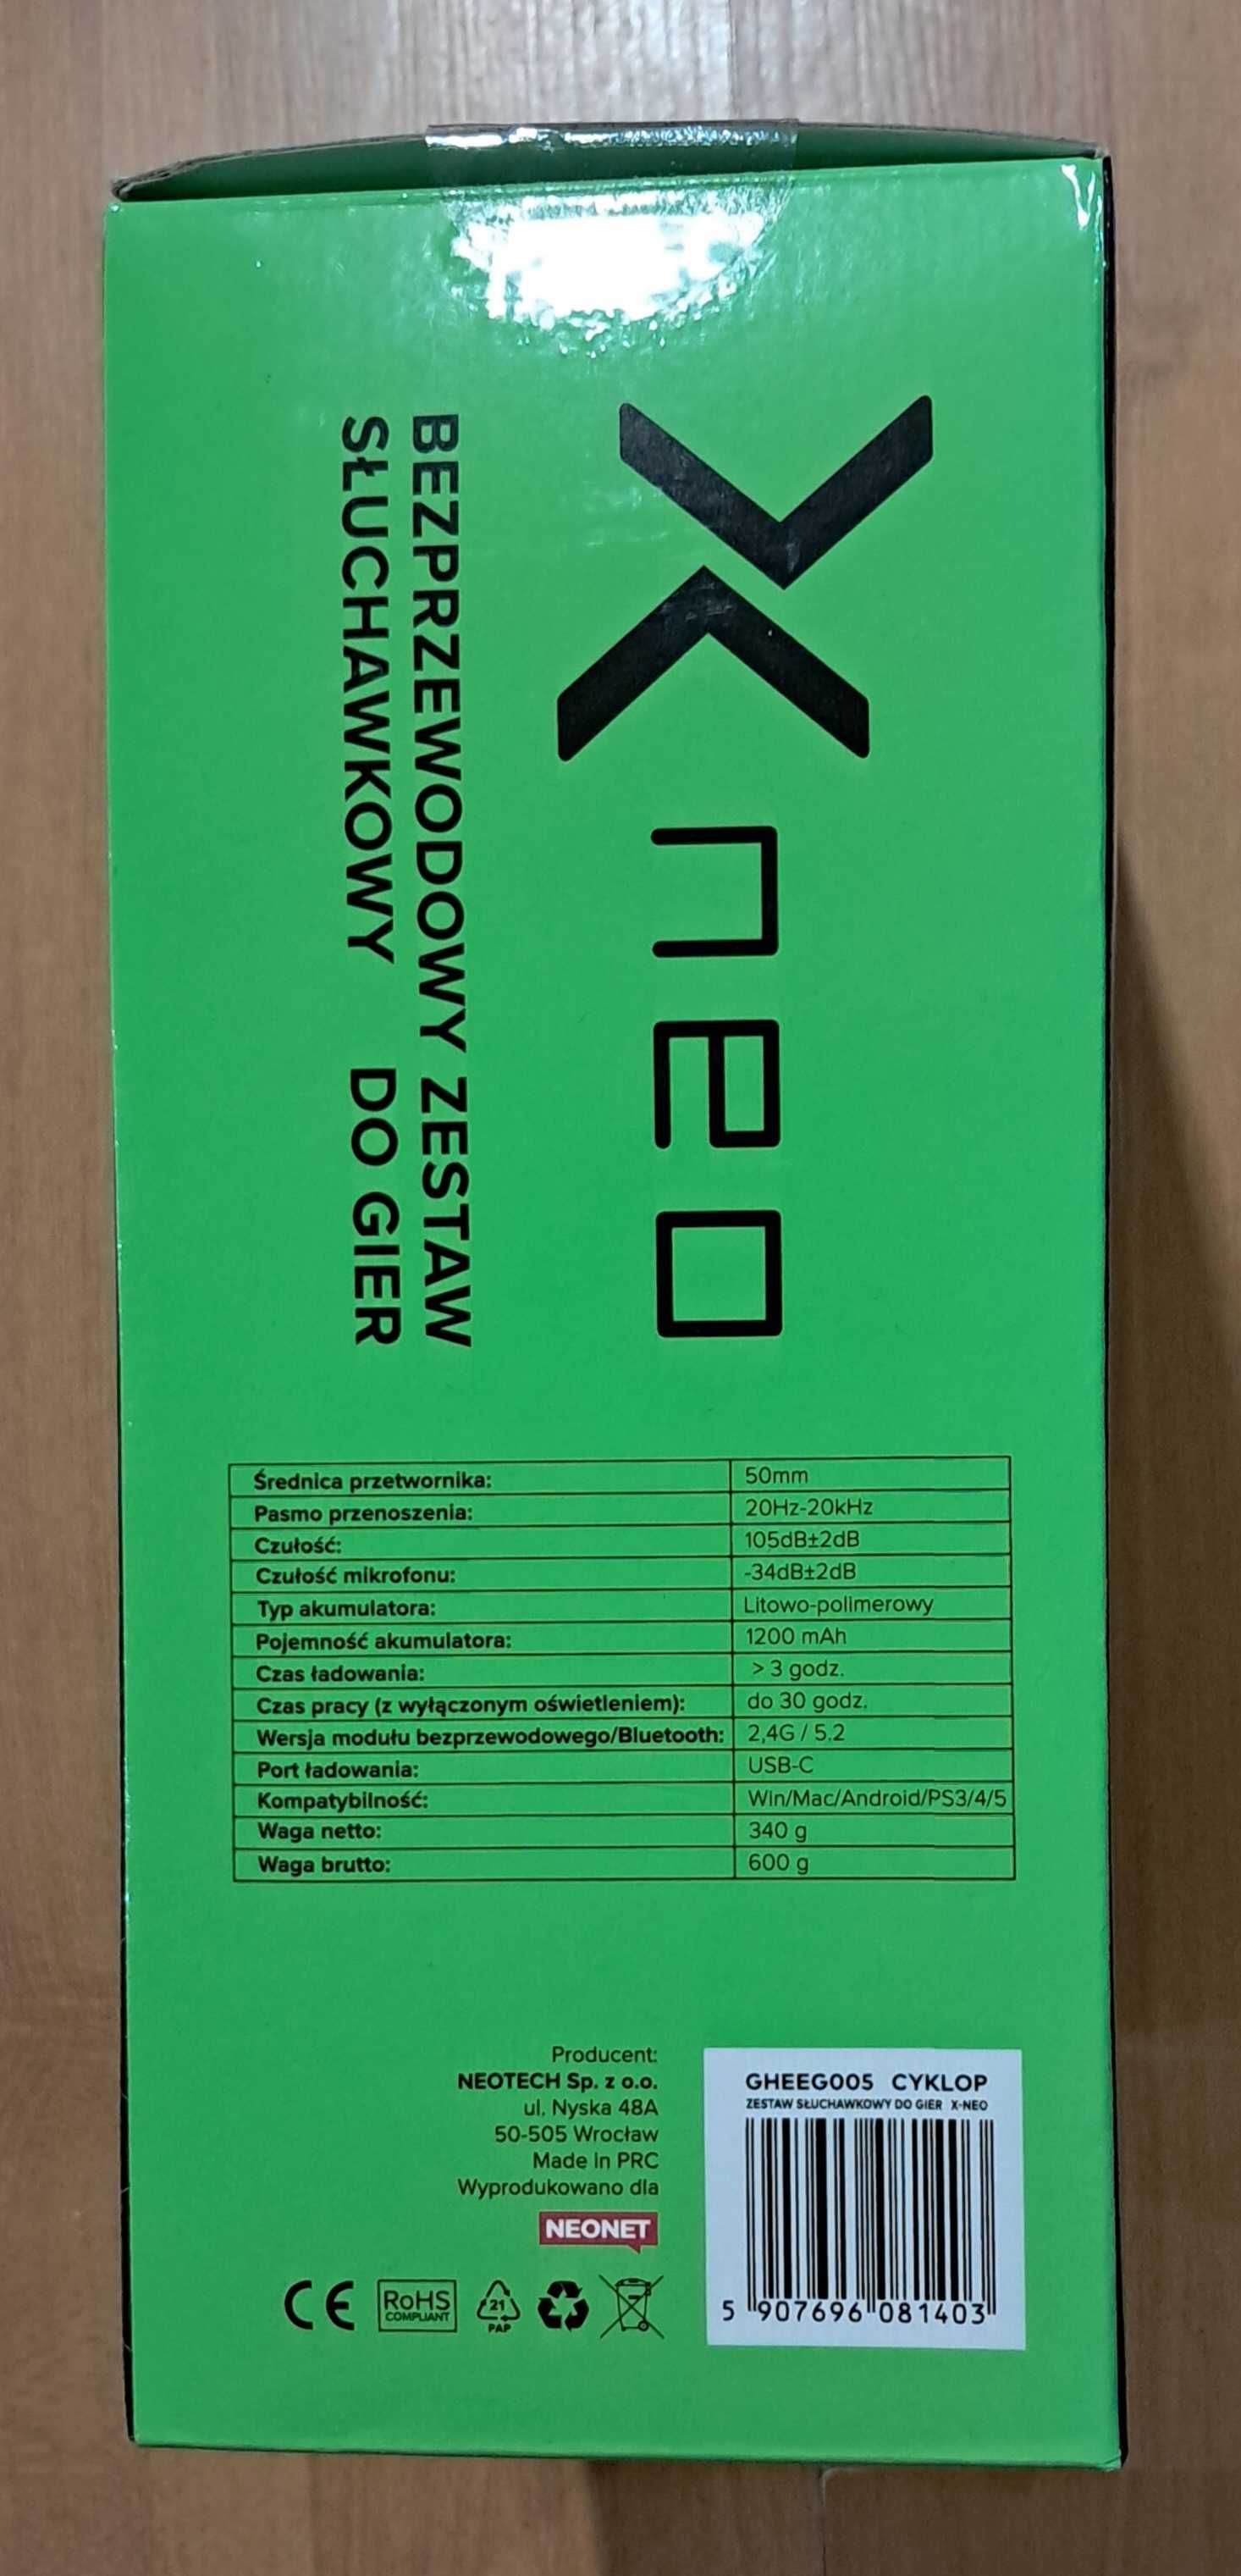 X neo
BEZPRZEWODOWY ZESTAW
SŁUCHAWKOWY DO GIER
Średnica przetwornika: 50mm
Pasmo przenoszenia: 20Hz-20kHz
Czułość: 105dB±2dB
Czułość mikrofonu: -34dB±2dB
Typ akumulatora: Litowo-polimerowy
Pojemność akumulatora: 1200 mAh
Czas ładowania: > 3 godz.
Czas pracy (z wyłączonym oświetleniem): do 30 godz.
Wersja modułu bezprzewodowego/Bluetooth: 2,4G / 5.2
Port ładowania: USB-C
Kompatybilność: Win/Mac/Android/PS3/4/5
Waga netto: 340 g
Waga brutto: 600 g
Producent:
NEOTECH Sp. z o.o.
ul. Nyska 48A
50-505 Wrocław
Made in PRC
Wyprodukowano dla
NEONET
CE
RoHS
COMPLIANT
21
PAP
GHEEG005 CYKLOP
ZESTAW SŁUCHAWKOWY DO GIER X-NEO
5 907696 081403